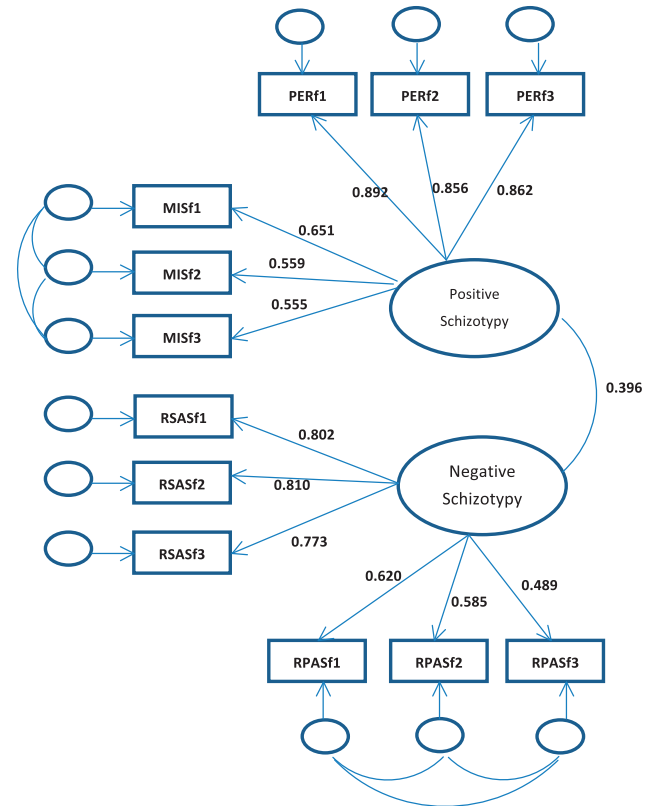 PERf1 PERf2 PERf3
0.892 0.856 0.862
MISf1
0.651
MISf2
0.559
MISf3
0.555
Positive
Schizotypy
0.396
RSASf1
0.802
RSASf2
0.810
RSASf3
0.773
Negative
Schizotypy
0.620 0.585 0.489
RPASf1 RPASf2 RPASf3